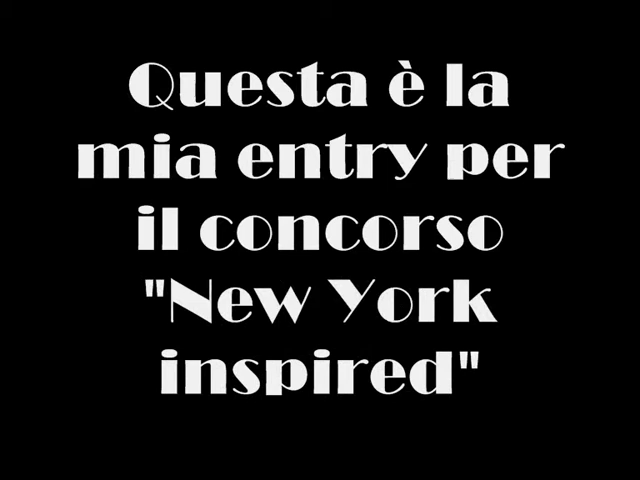 Questa è la
mia entry per
il concorso
"New York
inspired"